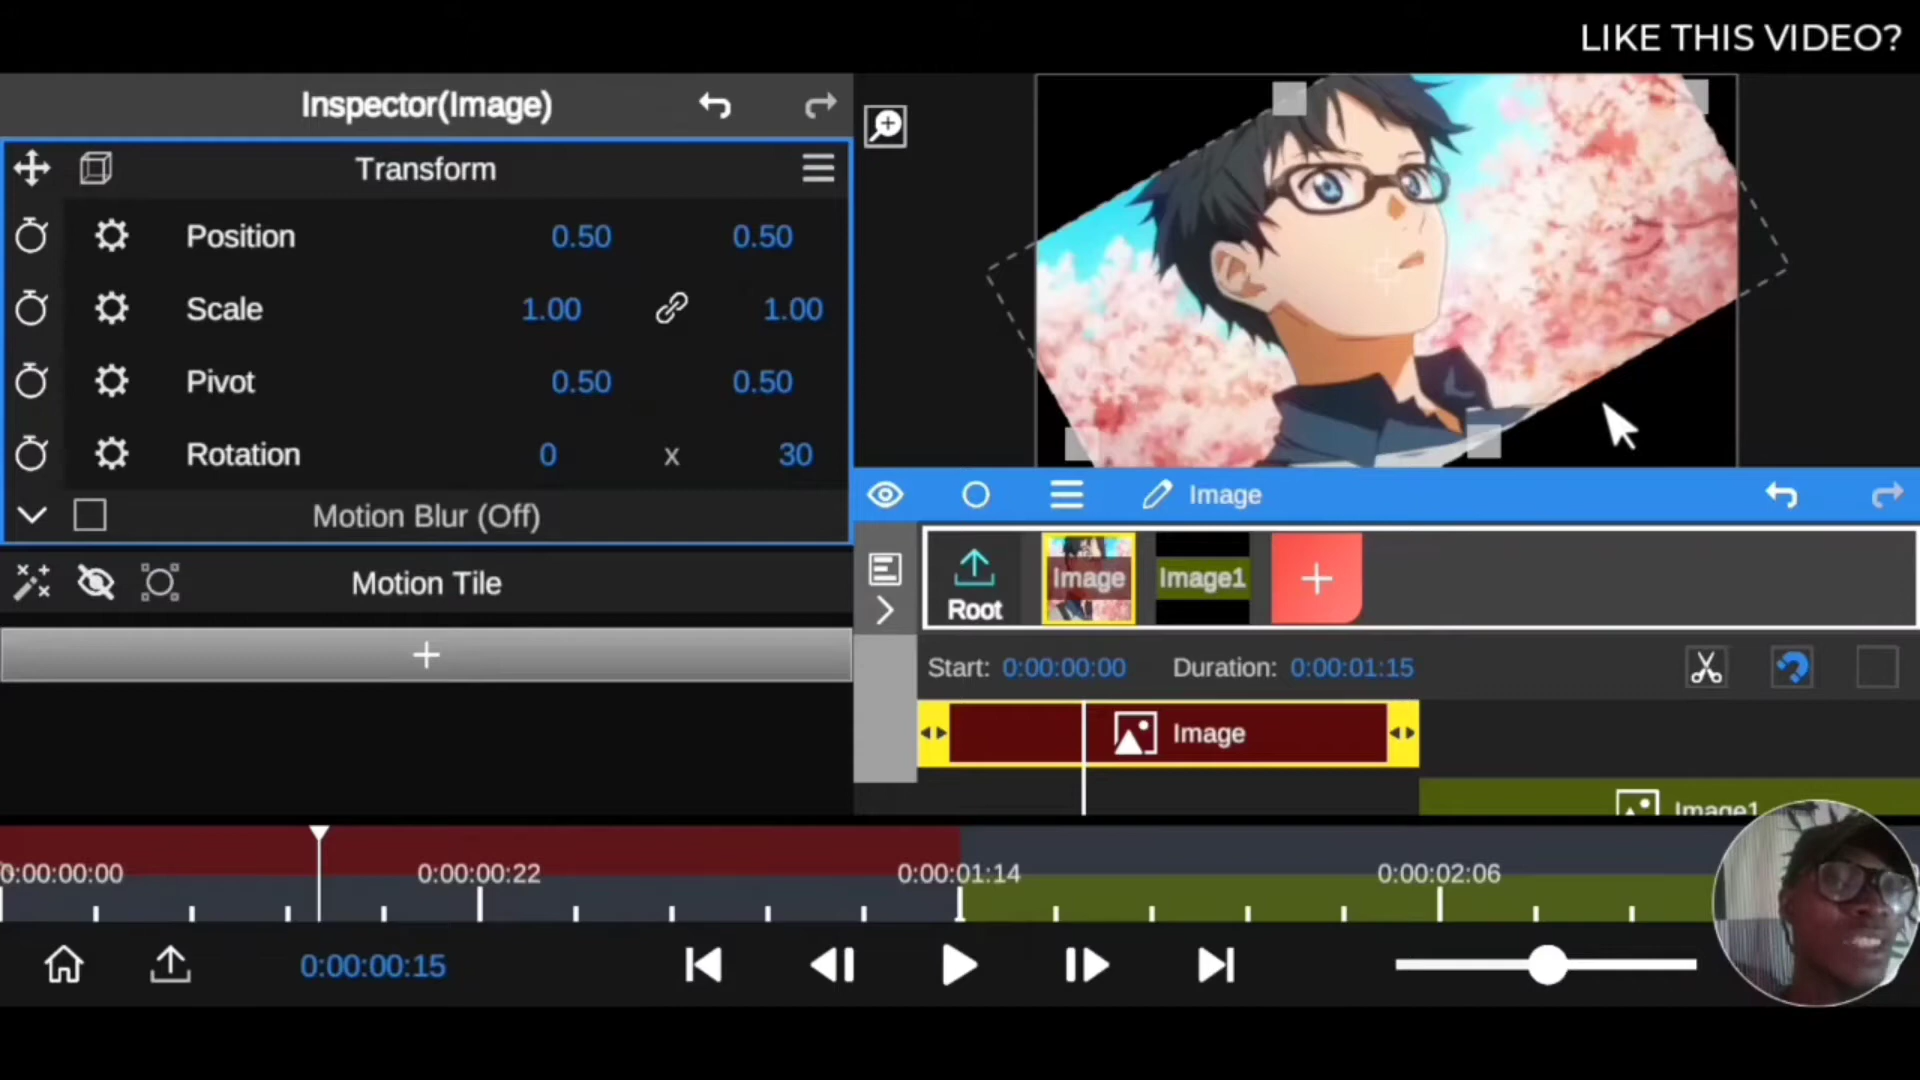 LIKE THIS VIDEO?
Inspector(Image)
Transform
Position 0.50 0.50
Scale 1.00 1.00
Pivot 0.50 0.50
Rotation 0 x 30
Motion Blur (Off)
Motion Tile
Image
Root Image Image1
Start: 0:00:00:00 Duration: 0:00:01:15
Image
Image1
0:00:00:00 0:00:00:22 0:00:01:14 0:00:02:06
0:00:00:15